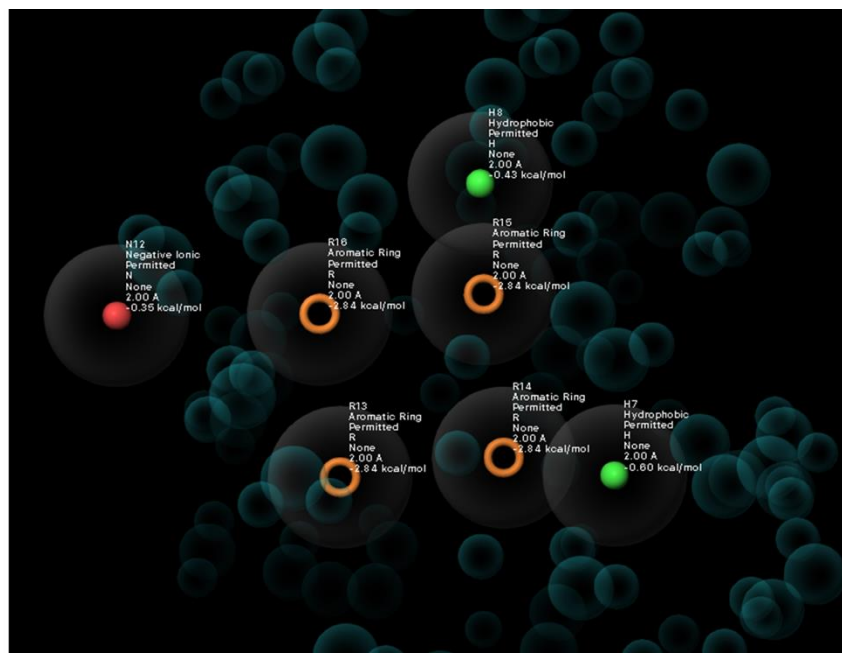 H8
Hydrophobic
Permitted
H
None
2.00 A
-0.43 kcal/mol
N12
Negative Ionic
Permitted
N
None
2.00 A
-0.35 kcal/mol
R16
Aromatic Ring
Permitted
R
None
2.00 A
-2.84 kcal/mol
R15
Aromatic Ring
Permitted
R
None
2.00 A
-2.84 kcal/mol
R13
Aromatic Ring
Permitted
R
None
2.00 A
-2.84 kcal/mol
R14
Aromatic Ring
Permitted
R
None
2.00 A
-2.84 kcal/mol
H7
Hydrophobic
Permitted
H
None
2.00 A
-0.60 kcal/mol